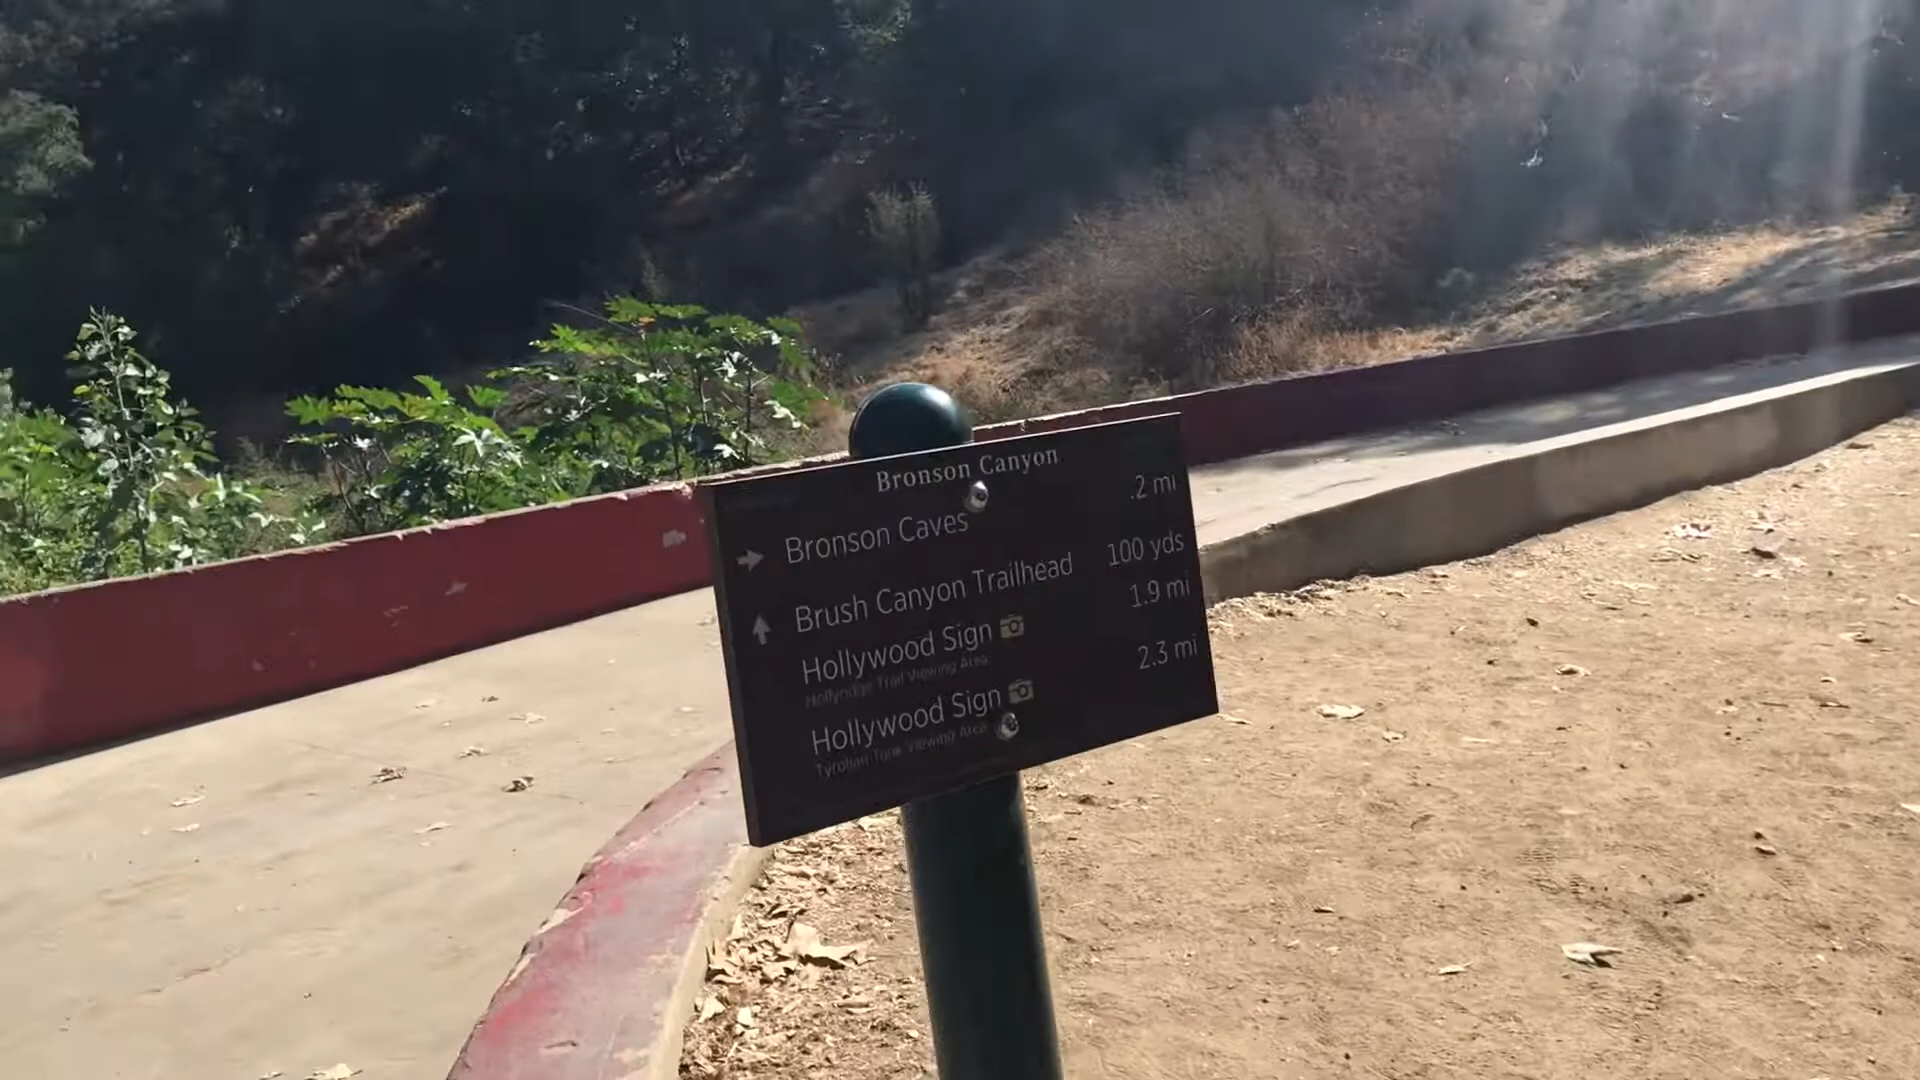 Bronson Canyon
Bronson Caves .2 mi
Brush Canyon Trailhead 100 yds
Hollywood Sign 1.9 mi
Hollyridge Trail Viewing Area
Hollywood Sign 2.3 mi
Tyrolian Tank Viewing Area